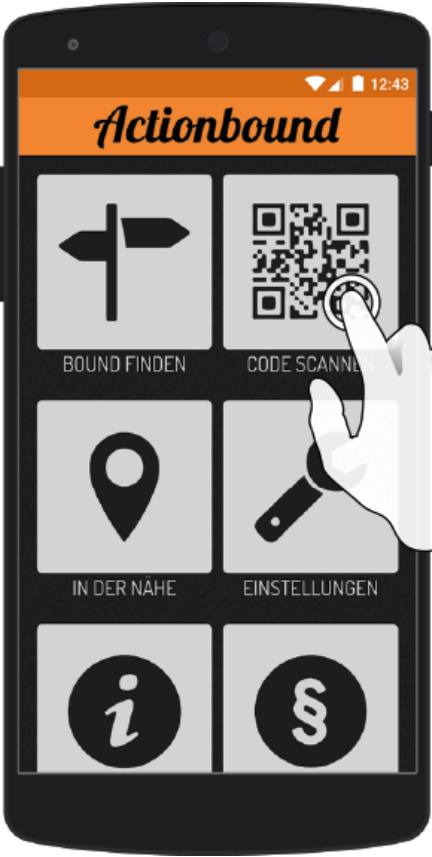 12:43
Actionbound
BOUND FINDEN
CODE SCANNEN
IN DER NÄHE
EINSTELLUNGEN
i
§